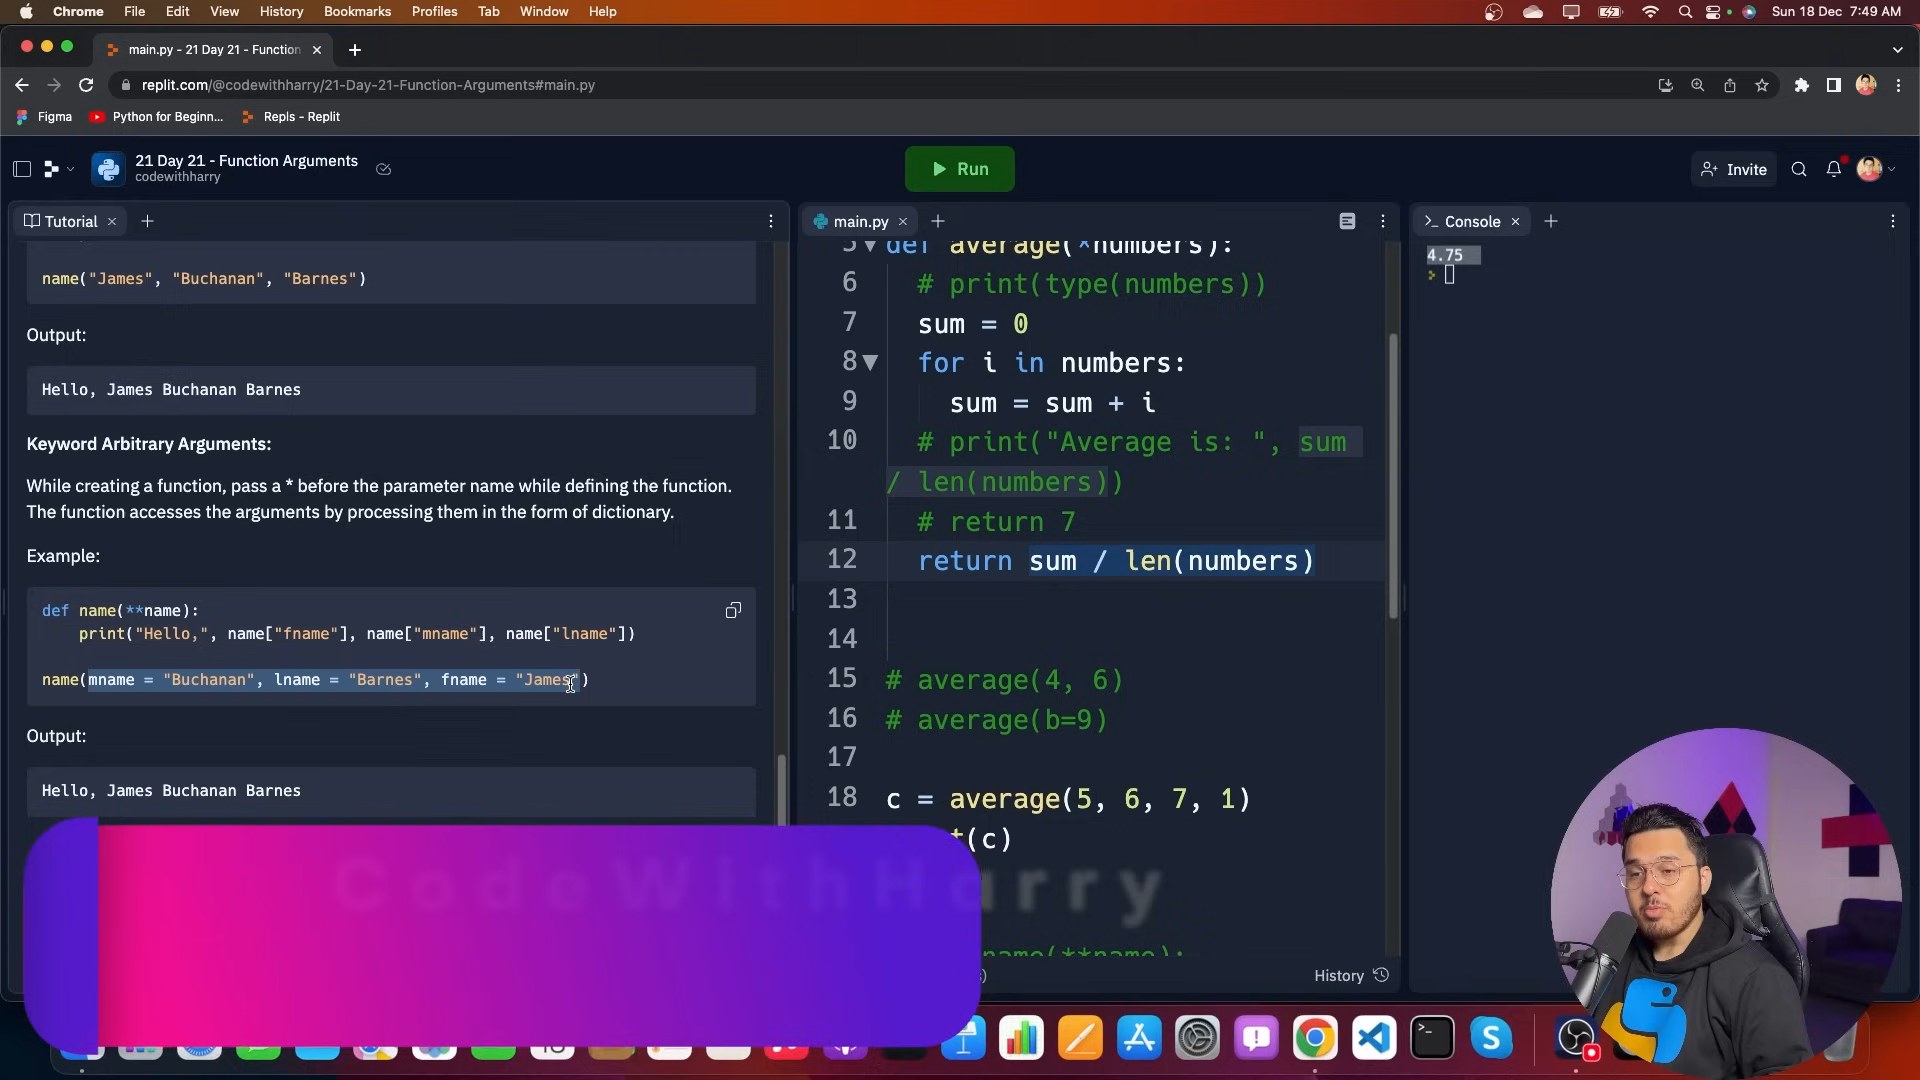 Chrome File Edit View History Bookmarks Profiles Tab Window Help Sun 18 Dec 7:49 AM
main.py - 21 Day 21 - Function
replit.com/@codewithharry/21-Day-21-Function-Arguments#main.py
Figma Python for Beginn... Repls - Replit
21 Day 21 - Function Arguments
codewithharry
Run
Invite
Tutorial
name("James", "Buchanan", "Barnes")
Output:
Hello, James Buchanan Barnes
Keyword Arbitrary Arguments:
While creating a function, pass a * before the parameter name while defining the function.
The function accesses the arguments by processing them in the form of dictionary.
Example:
def name(**name):
print("Hello,", name["fname"], name["mname"], name["lname"])
name(mname = "Buchanan", lname = "Barnes", fname = "James")
Output:
Hello, James Buchanan Barnes
main.py
5 def average(*numbers):
6 # print(type(numbers))
7 sum = 0
8 for i in numbers:
9 sum = sum + i
10 # print("Average is: ", sum
/ len(numbers))
11 # return 7
12 return sum / len(numbers)
13
14
15 # average(4, 6)
16 # average(b=9)
17
18 c = average(5, 6, 7, 1)
t(c)
name(**name):
History
Console
4.75
CodeWithHarry